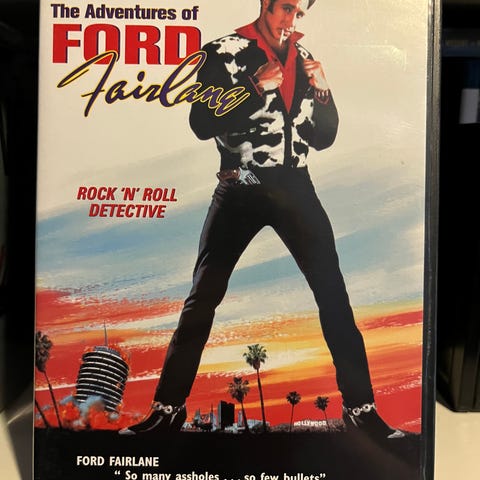 The Adventures of
FORD
Fairlane
ROCK 'N' ROLL
DETECTIVE
HOLLYWOOD
FORD FAIRLANE
" So many assholes . . . so few bullets"